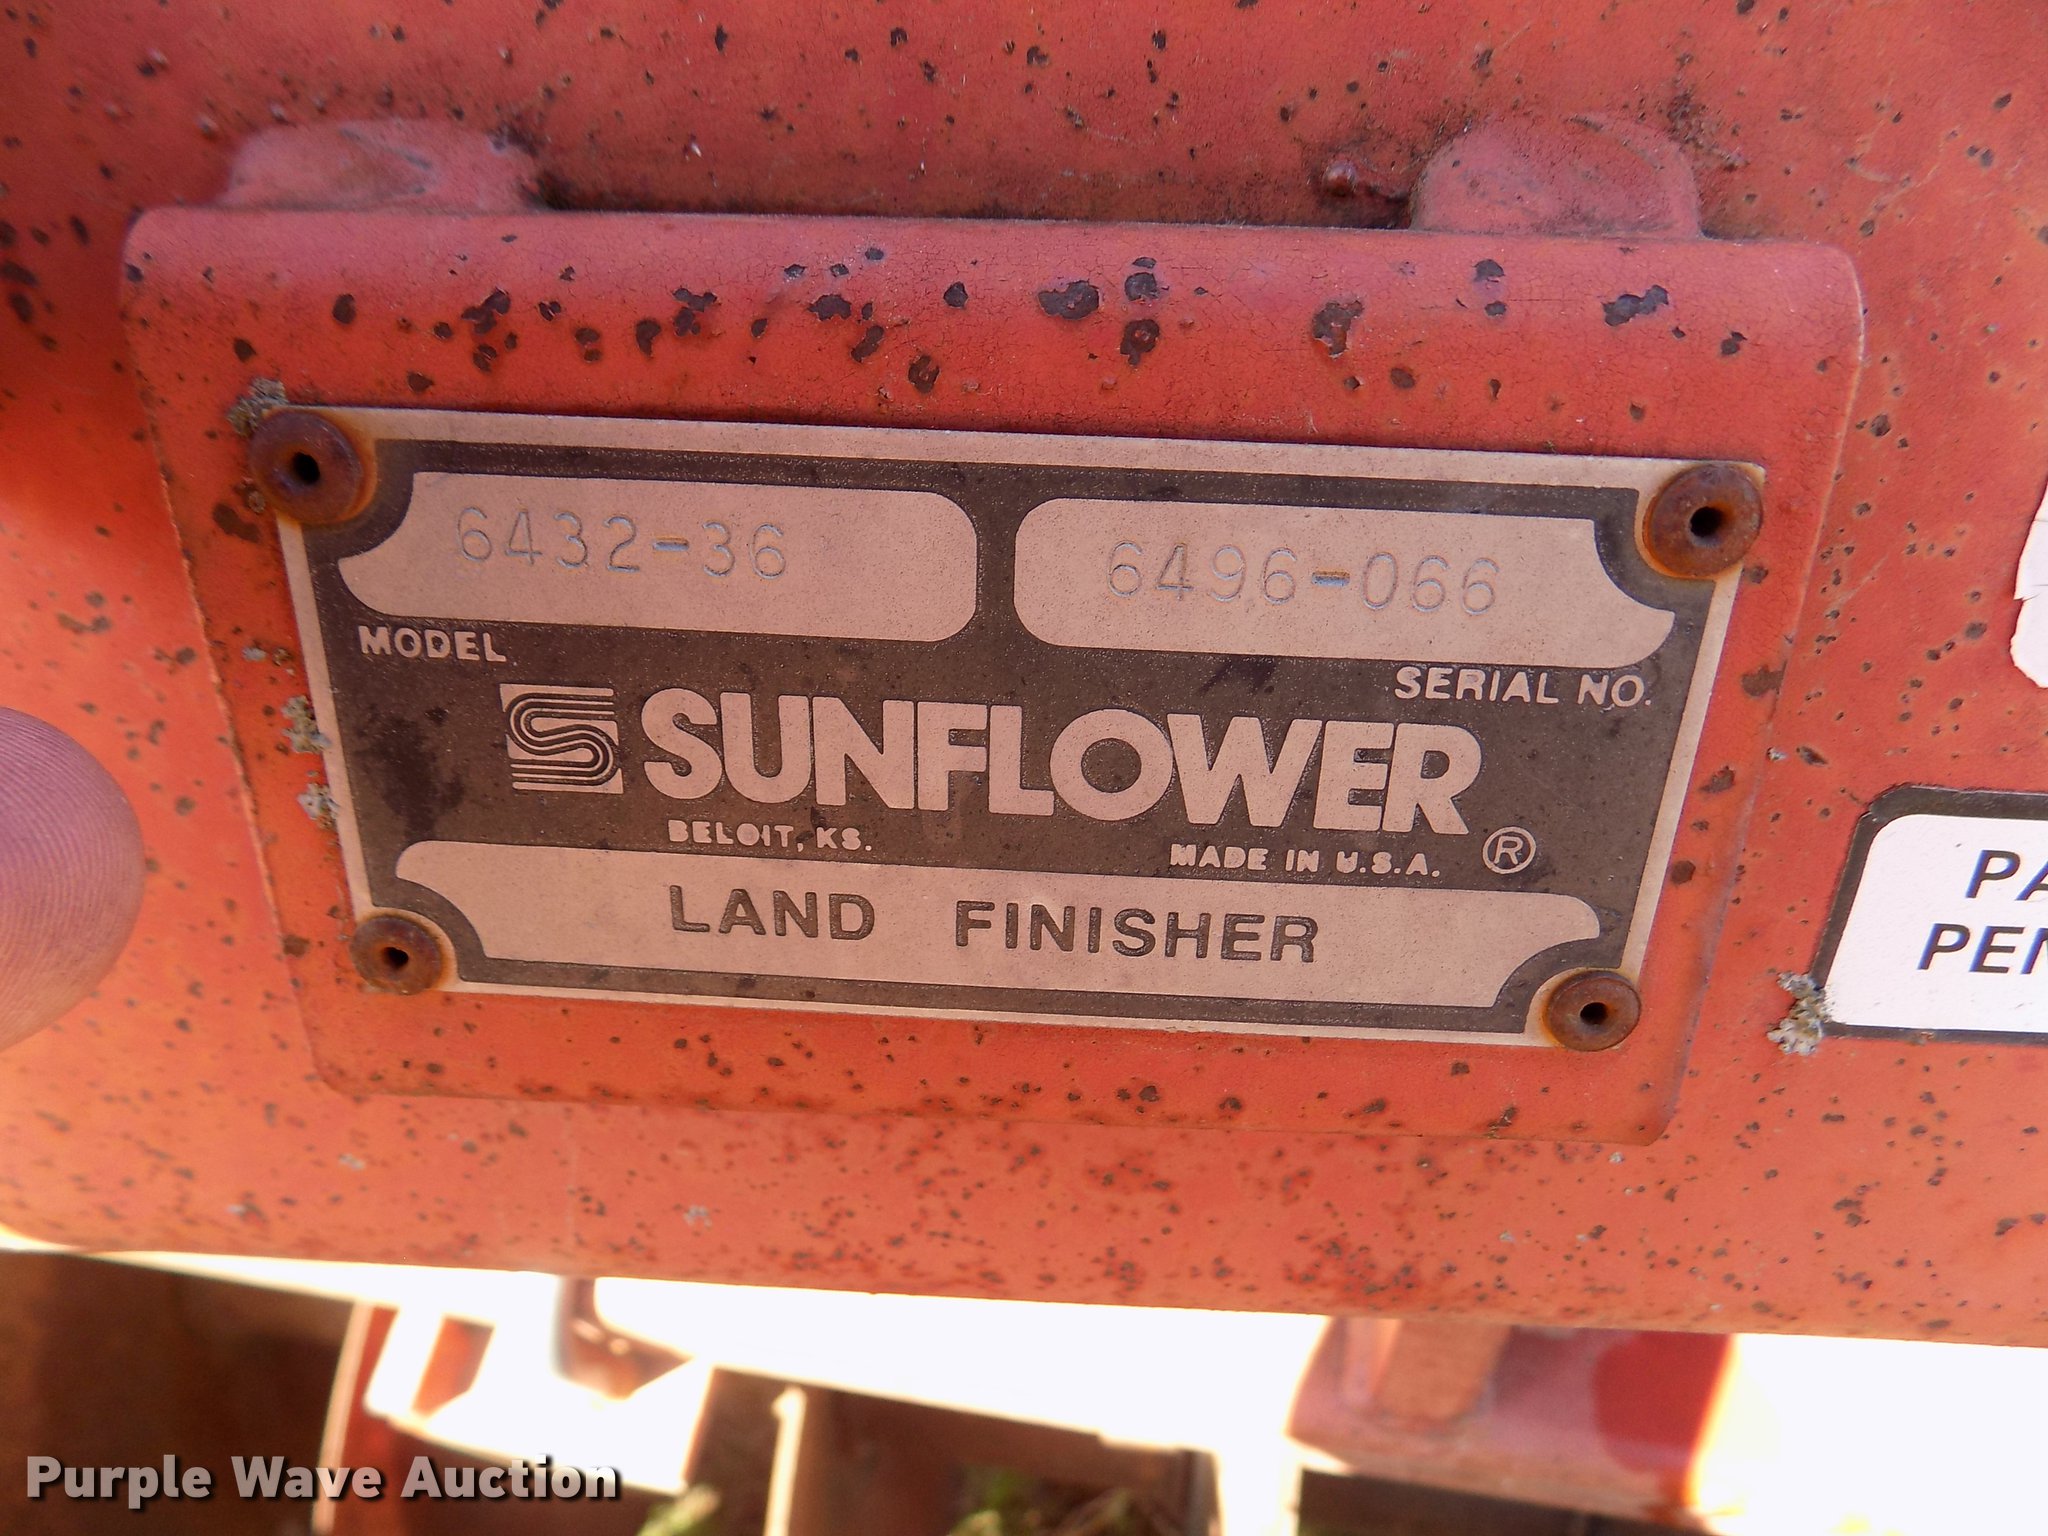 6432-36
6496-066
MODEL
SERIAL NO.
SUNFLOWER ®
BELOIT, KS.
MADE IN U.S.A.
LAND FINISHER
PA
PEN
Purple Wave Auction